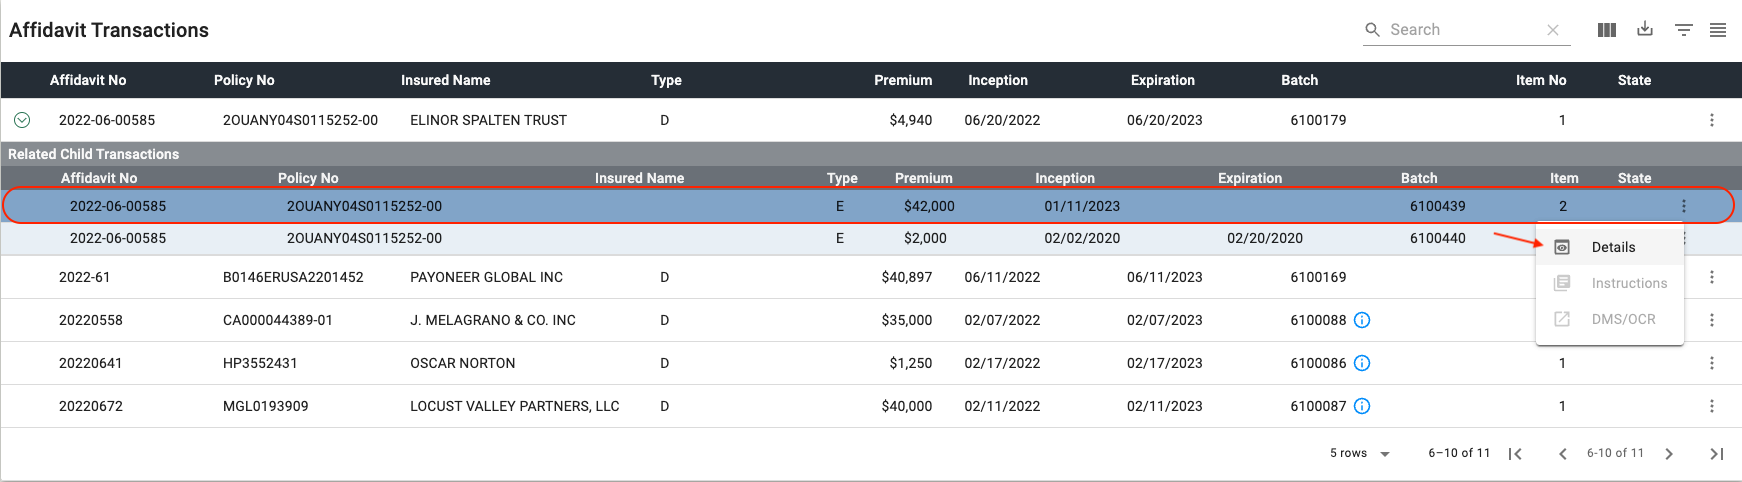 Affidavit Transactions
Search
Affidavit No Policy No Insured Name Type Premium Inception Expiration Batch Item No State
2022-06-00585 2OUANY04S0115252-00 ELINOR SPALTEN TRUST D $4,940 06/20/2022 06/20/2023 6100179 1
Related Child Transactions
Affidavit No Policy No Insured Name Type Premium Inception Expiration Batch Item State
2022-06-00585 2OUANY04S0115252-00 E $42,000 01/11/2023 6100439 2
2022-06-00585 2OUANY04S0115252-00 E $2,000 02/02/2020 02/20/2020 6100440
Details
2022-61 B0146ERUSA2201452 PAYONEER GLOBAL INC D $40,897 06/11/2022 06/11/2023 6100169
Instructions
20220558 CA000044389-01 J. MELAGRANO & CO. INC D $35,000 02/07/2022 02/07/2023 6100088
DMS/OCR
20220641 HP3552431 OSCAR NORTON D $1,250 02/17/2022 02/17/2023 6100086 1
20220672 MGL0193909 LOCUST VALLEY PARTNERS, LLC D $40,000 02/11/2022 02/11/2023 6100087 1
5 rows 6–10 of 11 6-10 of 11